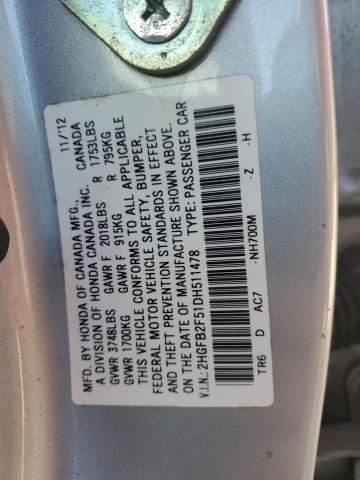 MFD. BY HONDA OF CANADA MFG., 11/12
A DIVISION OF HONDA CANADA INC. CANADA
GVWR 3748LBS GAWR F 2018LBS R 1753LBS
GVWR 1700KG GAWR F 915KG R 795KG
THIS VEHICLE CONFORMS TO ALL APPLICABLE
FEDERAL MOTOR VEHICLE SAFETY, BUMPER,
AND THEFT PREVENTION STANDARDS IN EFFECT
ON THE DATE OF MANUFACTURE SHOWN ABOVE.
V.I.N.: 2HGFB2F51DH511478 TYPE: PASSENGER CAR
TR6 D AC7 -NH700M -Z -H